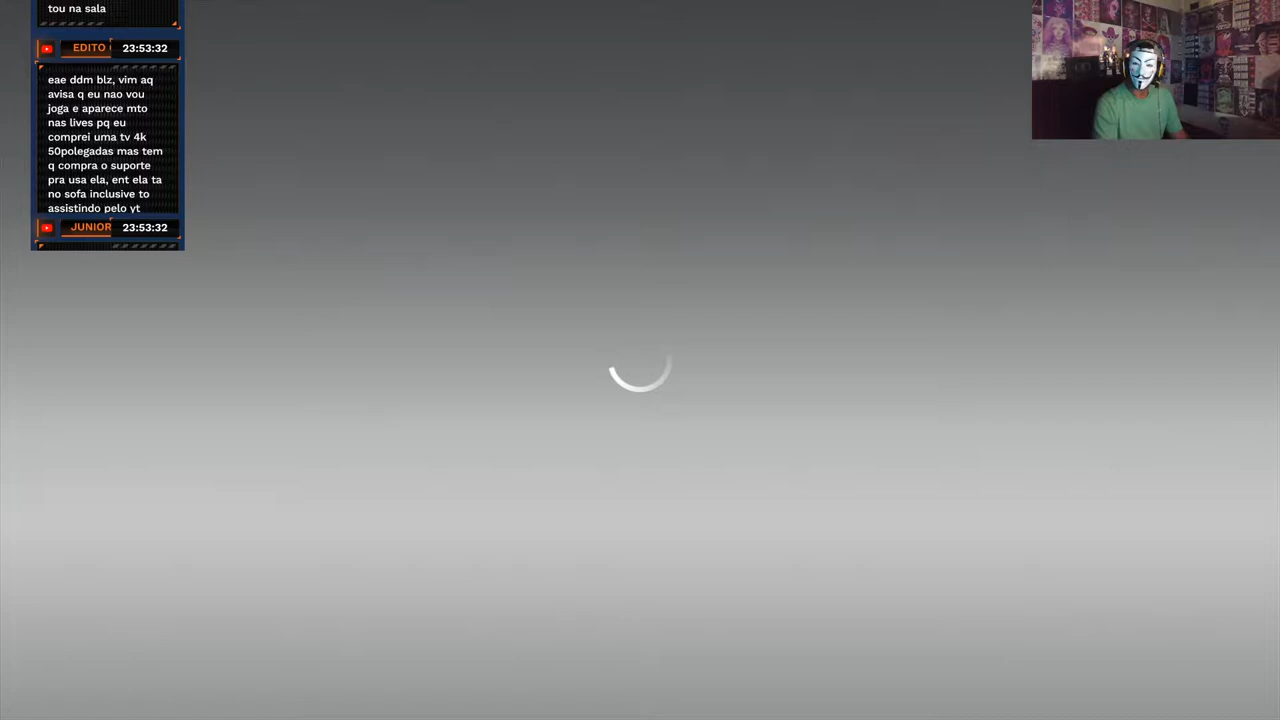 tou na sala
EDITO
23:53:32
eae ddm blz, vim aq
avisa q eu nao vou
joga e aparece mto
nas lives pq eu
comprei uma tv 4k
50polegadas mas tem
q compra o suporte
pra usa ela, ent ela ta
no sofa inclusive to
assistindo pelo yt
JUNIOR
23:53:32